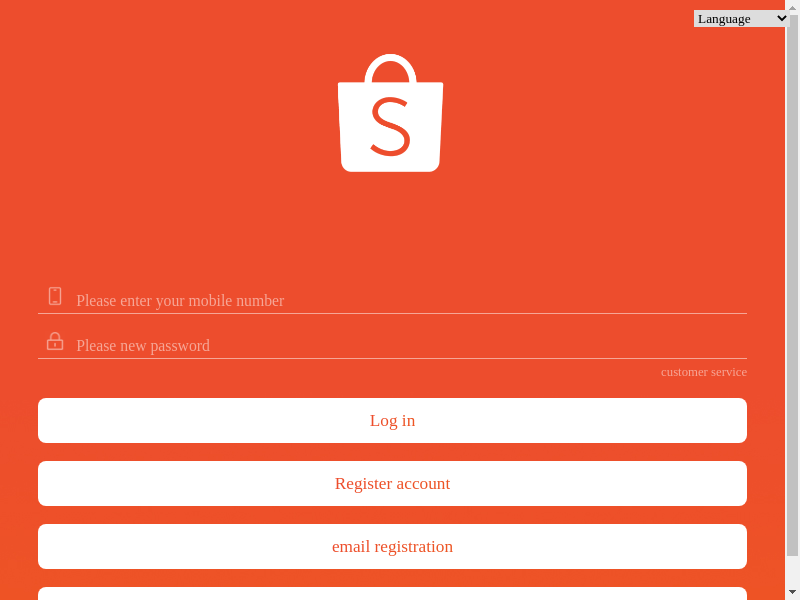 Language
S
Please enter your mobile number
Please new password
customer service
Log in
Register account
email registration